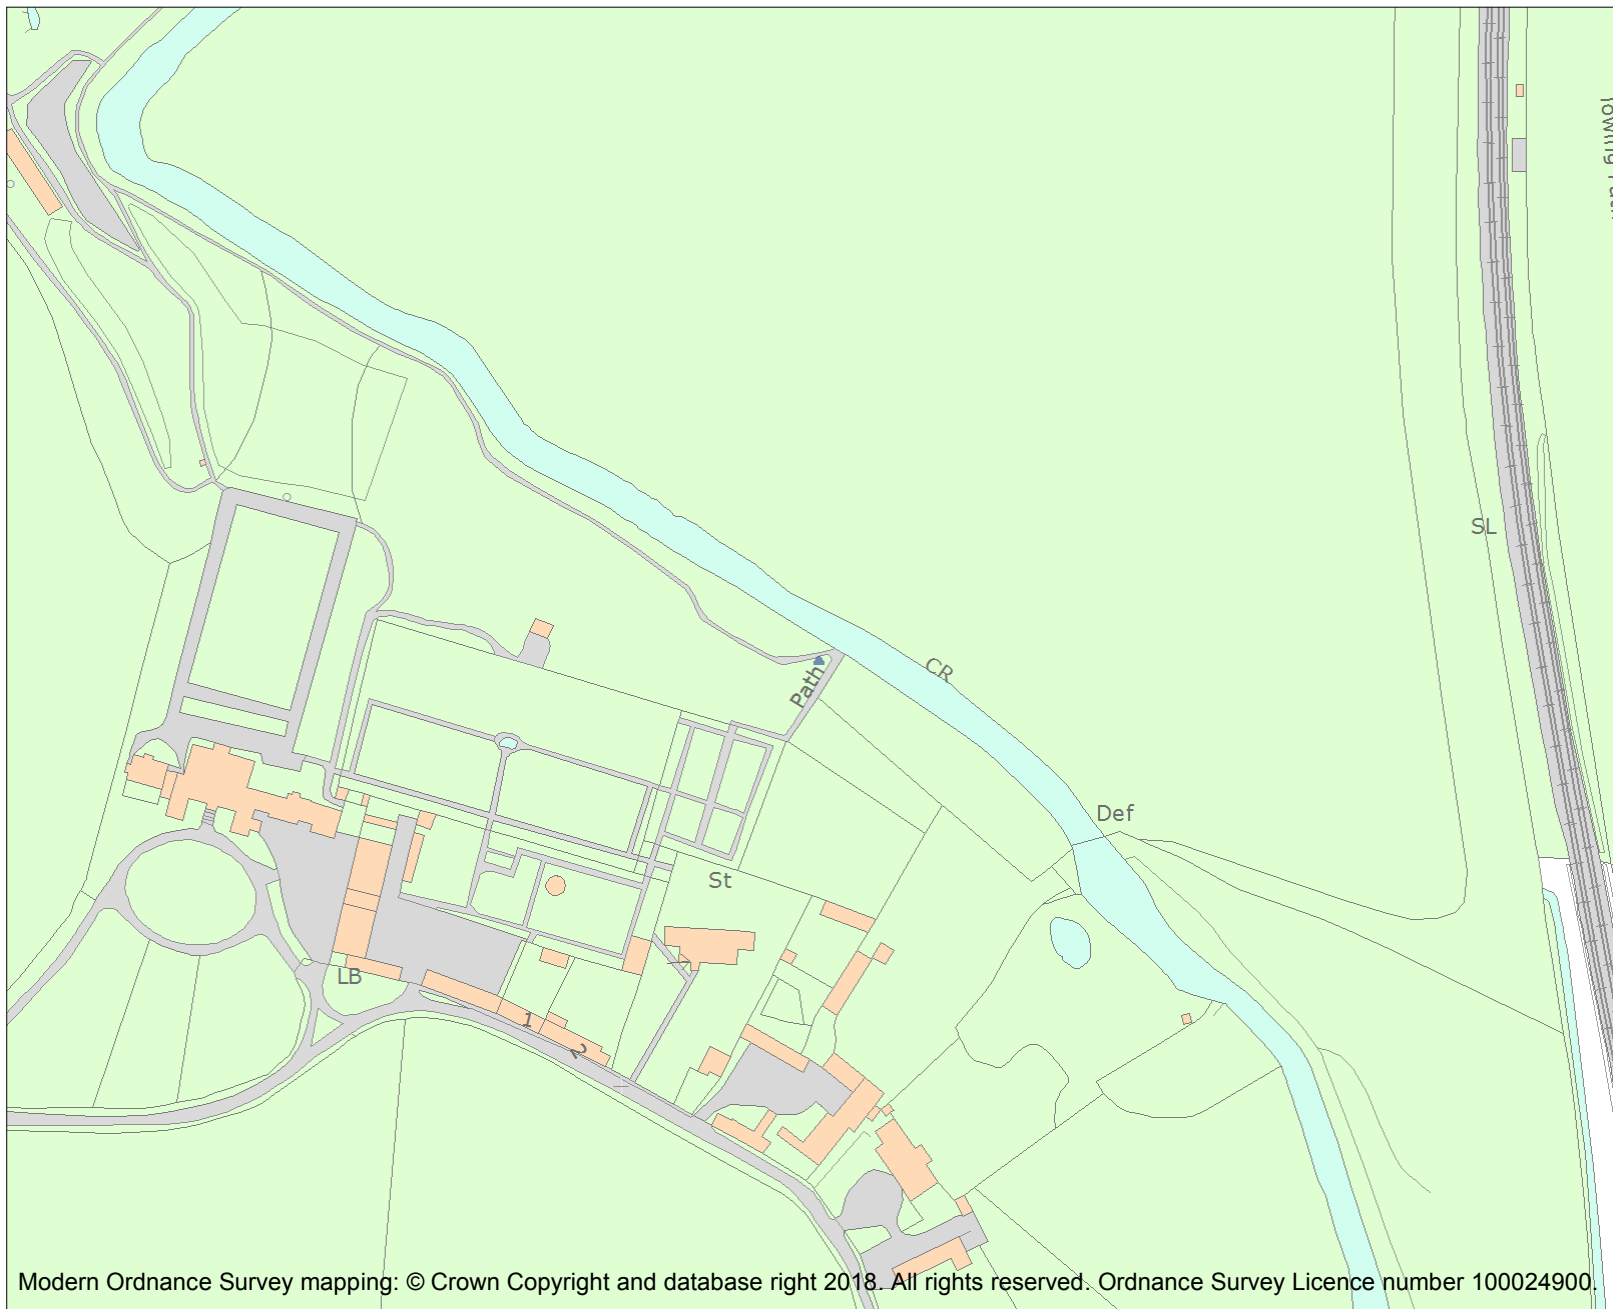 SL
CR
Path
Def
St
LB
1
2
Modern Ordnance Survey mapping: © Crown Copyright and database right 2018. All rights reserved. Ordnance Survey Licence number 100024900.